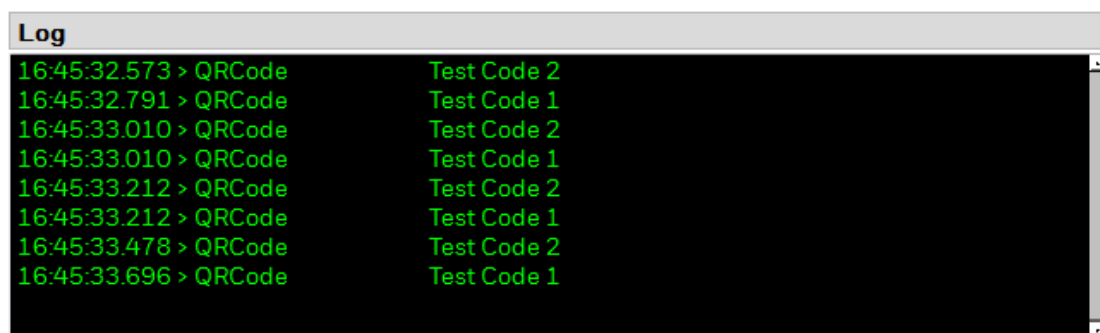 Log
16:45:32.573 > QRCode Test Code 2
16:45:32.791 > QRCode Test Code 1
16:45:33.010 > QRCode Test Code 2
16:45:33.010 > QRCode Test Code 1
16:45:33.212 > QRCode Test Code 2
16:45:33.212 > QRCode Test Code 1
16:45:33.478 > QRCode Test Code 2
16:45:33.696 > QRCode Test Code 1